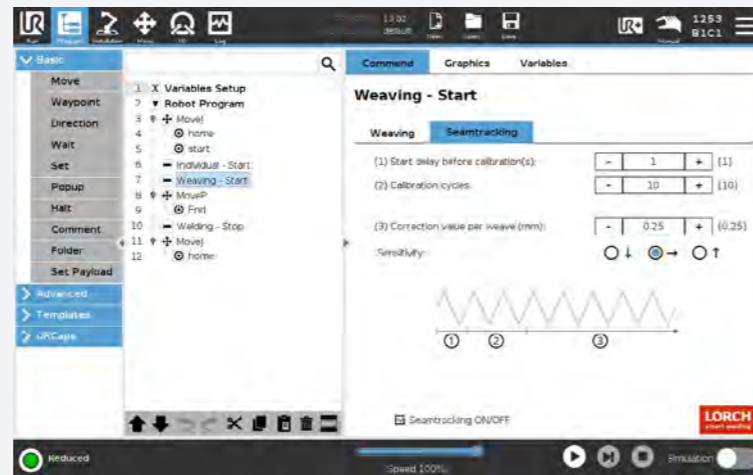 UR
Run Program Installation Move I/O Log
13:02
default
New Open Save
UR+
Manual
1253
B1C1
Basic
Move
Waypoint
Direction
Wait
Set
Popup
Halt
Comment
Folder
Set Payload
Advanced
Templates
URCaps
1 X Variables Setup
2 Robot Program
3 MoveJ
4 home
5 start
6 Individual - Start
7 Weaving - Start
8 MoveP
9 End
10 Welding - Stop
11 MoveJ
12 home
Command Graphics Variables
Weaving - Start
Weaving Seamtracking
(1) Start delay before calibration(s): - 1 + (1)
(2) Calibration cycles: - 10 + (10)
(3) Correction value per weave (mm): - 0.25 + (0.25)
Sensitivity: ↓ → ↑
① ② ③
Seamtracking ON/OFF
LORCH
smart welding
Reduced
Speed 100%
Simulation